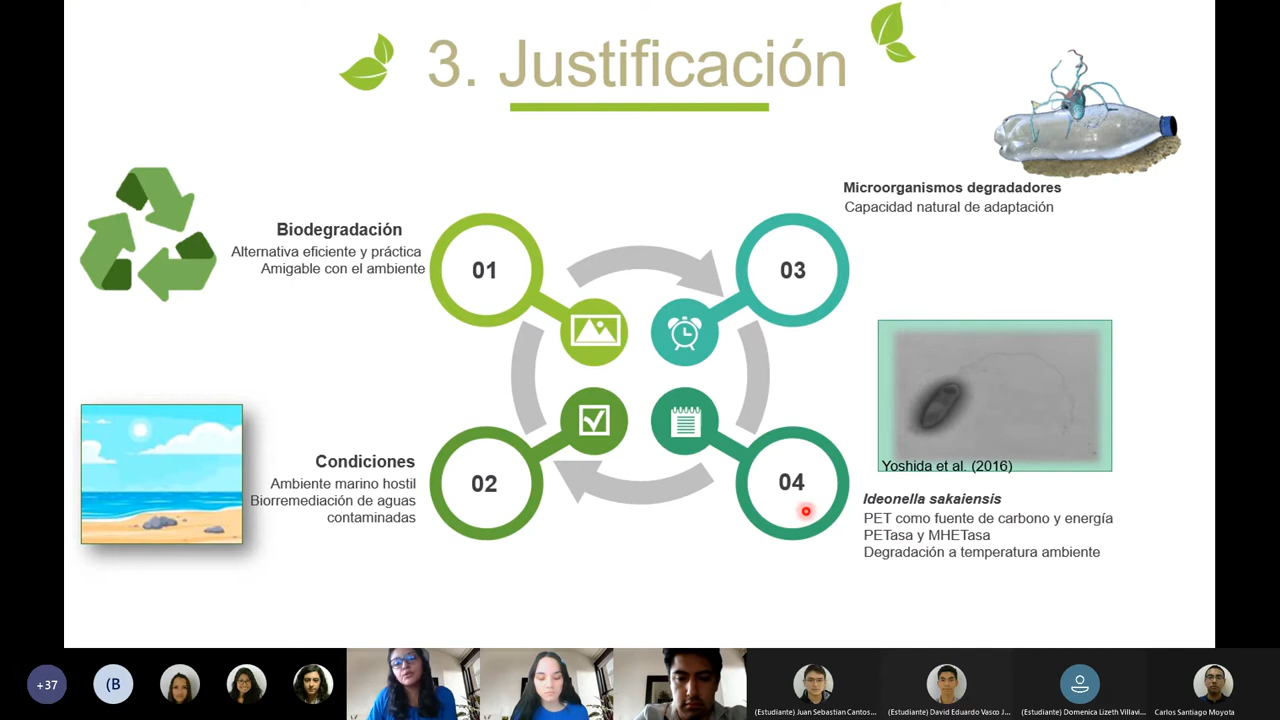 3. Justificación
Biodegradación
Alternativa eficiente y práctica
Amigable con el ambiente
01
Condiciones
Ambiente marino hostil
Biorremediación de aguas
contaminadas
02
Microorganismos degradadores
Capacidad natural de adaptación
03
Yoshida et al. (2016)
04
Ideonella sakaiensis
PET como fuente de carbono y energía
PETasa y MHETasa
Degradación a temperatura ambiente
+37
(B
(Estudiante) Juan Sebastian Cantos...
(Estudiante) David Eduardo Vasco J...
(Estudiante) Domenica Lizeth Villavi...
Carlos Santiago Moyota